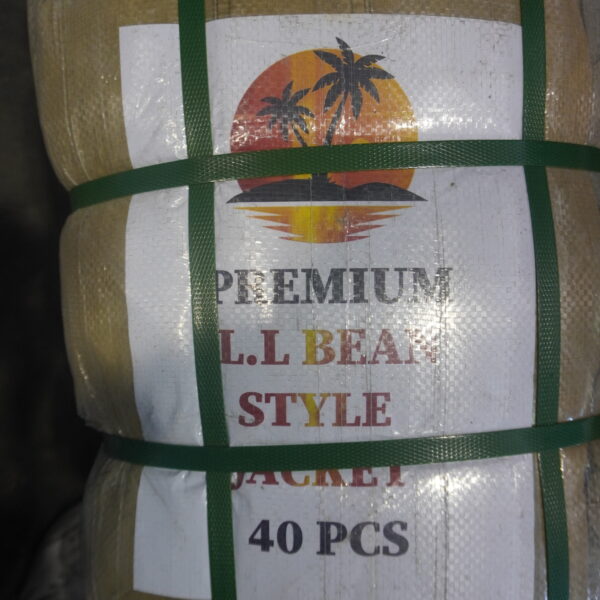 PREMIUM
L.L BEAN
STYLE
JACKET
40 PCS